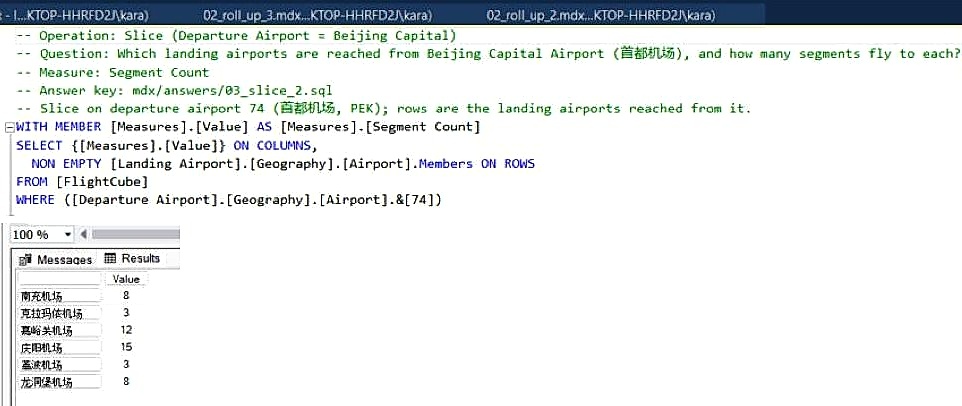 - l...KTOP-HHRFD2J\kara)
02_roll_up_3.mdx...KTOP-HHRFD2J\kara)
02_roll_up_2.mdx...KTOP-HHRFD2J\kara)
-- Operation: Slice (Departure Airport = Beijing Capital)
-- Question: Which landing airports are reached from Beijing Capital Airport (首都机场), and how many segments fly to each?
-- Measure: Segment Count
-- Answer key: mdx/answers/03_slice_2.sql
-- Slice on departure airport 74 (首都机场, PEK); rows are the landing airports reached from it.
WITH MEMBER [Measures].[Value] AS [Measures].[Segment Count]
SELECT {[Measures].[Value]} ON COLUMNS,
NON EMPTY [Landing Airport].[Geography].[Airport].Members ON ROWS
FROM [FlightCube]
WHERE ([Departure Airport].[Geography].[Airport].&[74])
100 %
Messages Results
Value
南充机场 8
克拉玛依机场 3
嘉峪关机场 12
庆阳机场 15
荔波机场 3
龙洞堡机场 8